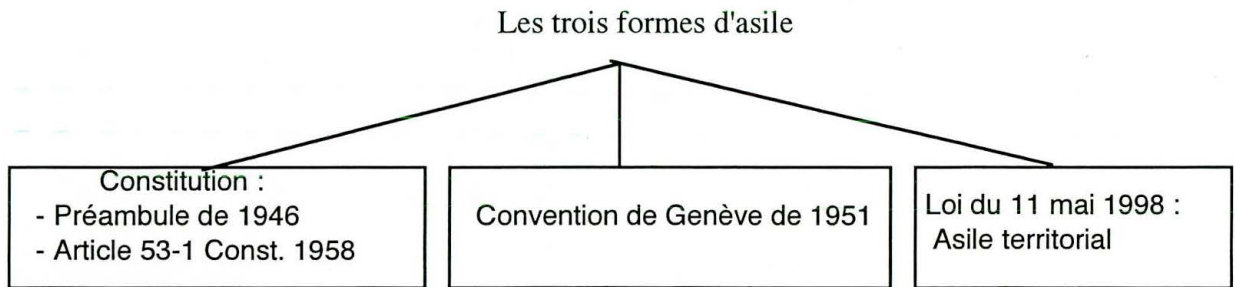 Les trois formes d'asile
Constitution :
- Préambule de 1946
- Article 53-1 Const. 1958
Convention de Genève de 1951
Loi du 11 mai 1998 :
Asile territorial